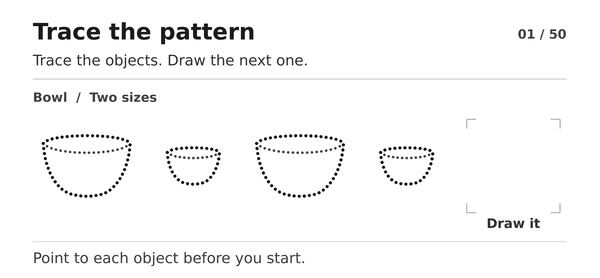 Trace the pattern
01 / 50
Trace the objects. Draw the next one.
Bowl / Two sizes
Draw it
Point to each object before you start.